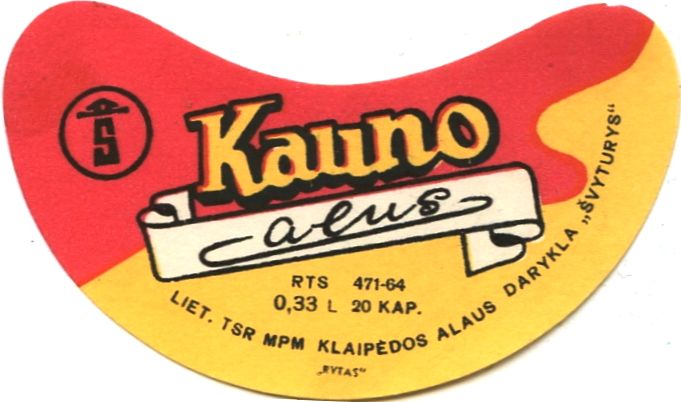 Š
Kauno
alus
RTS 471-64
0,33 L 20 KAP.
LIET. TSR MPM KLAIPĖDOS ALAUS DARYKLA „ŠVYTURYS“
„RYTAS“